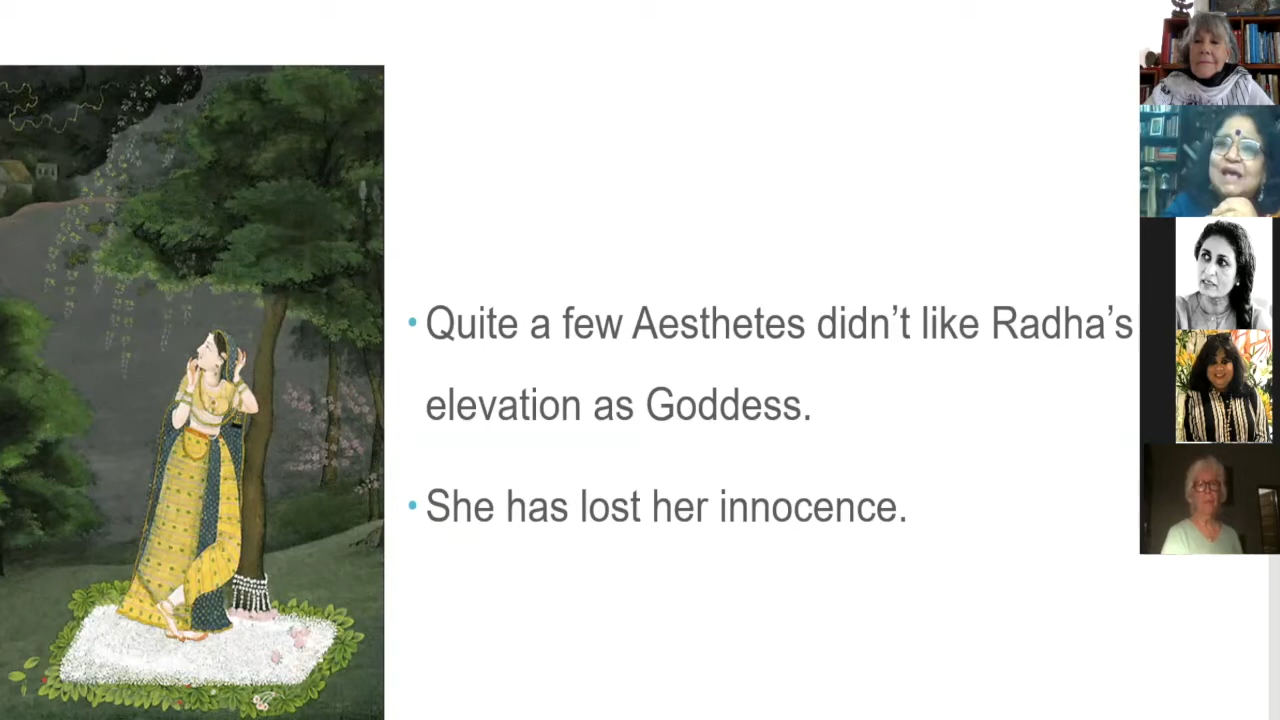 Quite a few Aesthetes didn’t like Radha’s
elevation as Goddess.
She has lost her innocence.